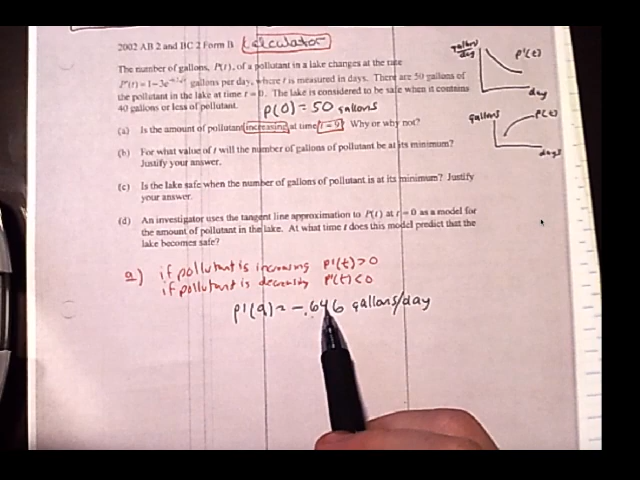 2002 AB 2 and BC 2 Form B Calculator
The number of gallons, P(t), of a pollutant in a lake changes at the rate
gallons per day, where t is measured in days. There are 50 gallons of
the pollutant in the lake at time t = 0. The lake is considered to be safe when it contains
40 gallons or less of pollutant. P(0) = 50 gallons
(a) Is the amount of pollutant increasing at time t = 9? Why or why not?
(b) For what value of t will the number of gallons of pollutant be at its minimum?
Justify your answer.
(c) Is the lake safe when the number of gallons of pollutant is at its minimum? Justify
your answer.
(d) An investigator uses the tangent line approximation to P(t) at t = 0 as a model for
the amount of pollutant in the lake. At what time t does this model predict that the
lake becomes safe?
gallons/day
P'(t)
day
gallons
P(t)
days
a) if pollutant is increasing P'(t) > 0
if pollutant is decreasing P'(t) < 0
P'(9) = -.646 gallons/day